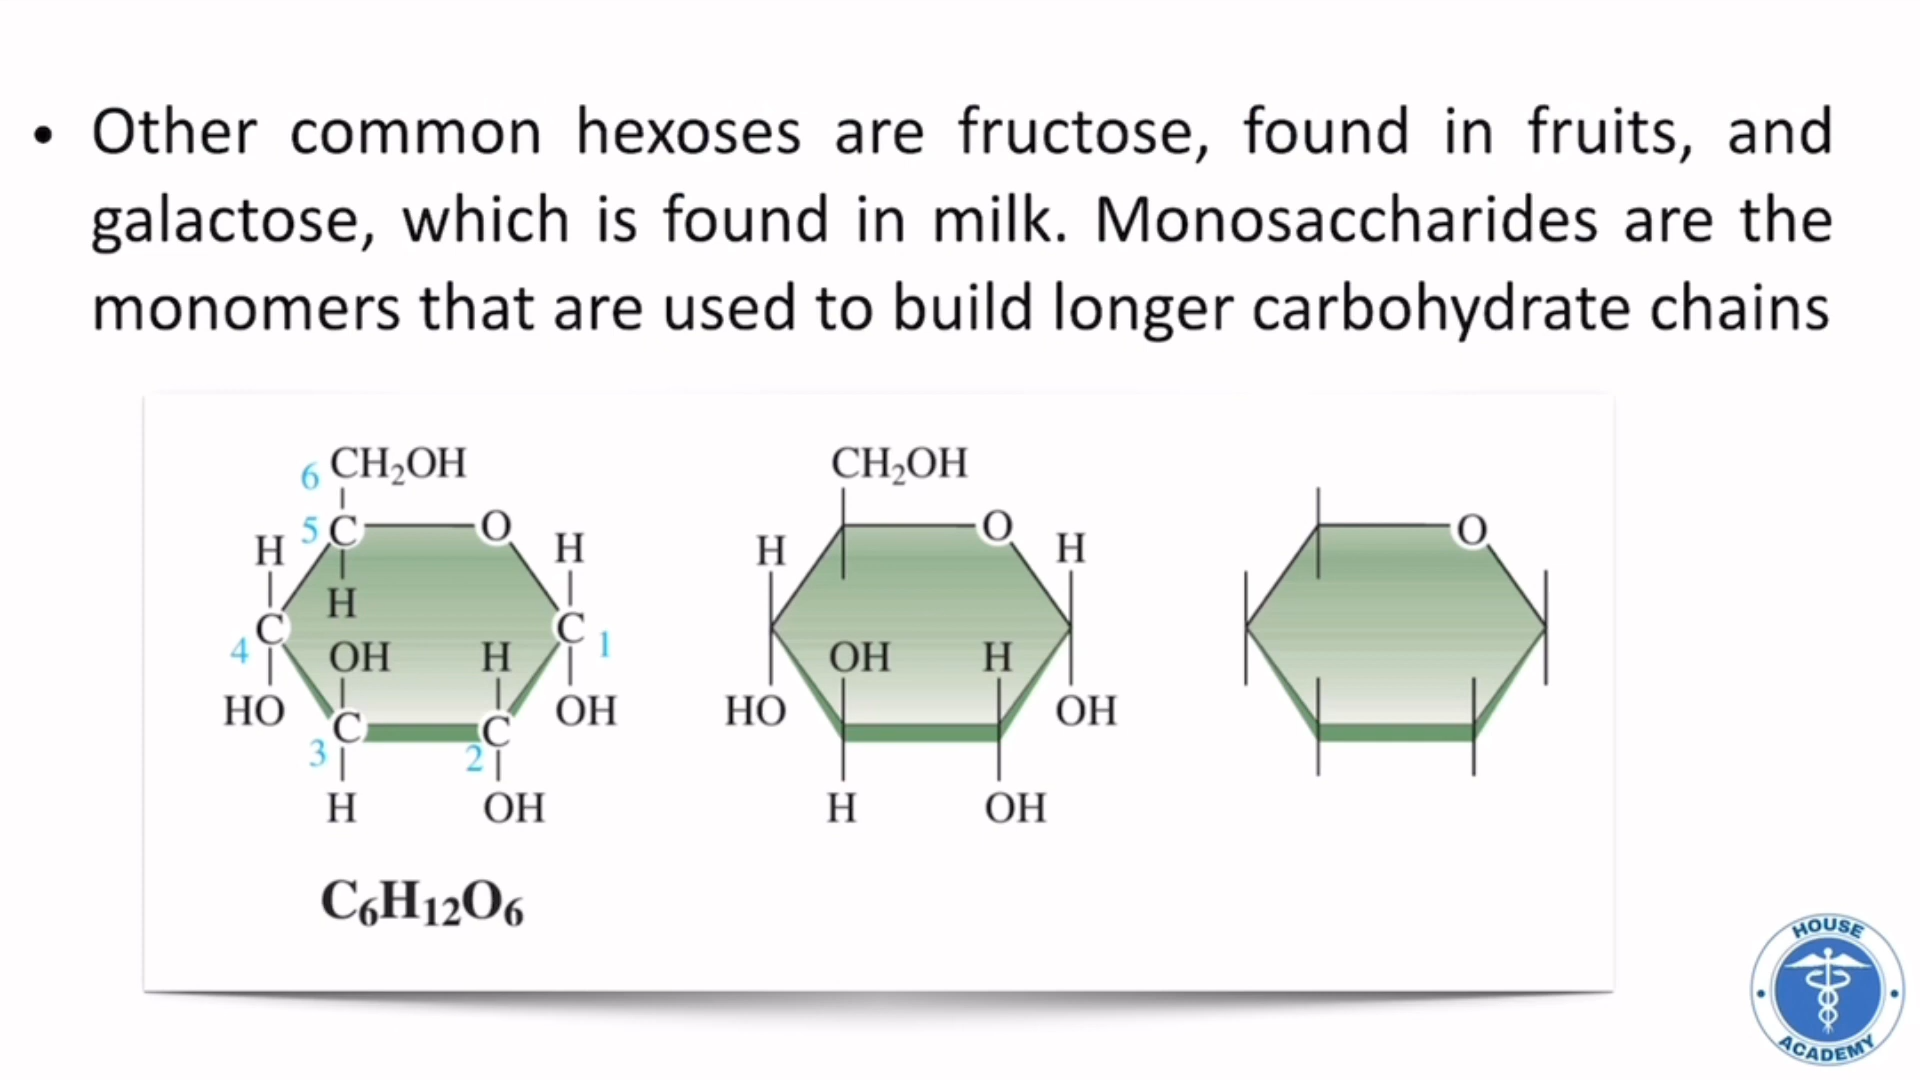 • Other common hexoses are fructose, found in fruits, and
galactose, which is found in milk. Monosaccharides are the
monomers that are used to build longer carbohydrate chains
6 CH₂OH CH₂OH
5 C O O O
H H H H
H
C C 1
4 OH H OH H
HO OH HO OH
3 C C 2
H OH H OH
C₆H₁₂O₆
HOUSE
ACADEMY